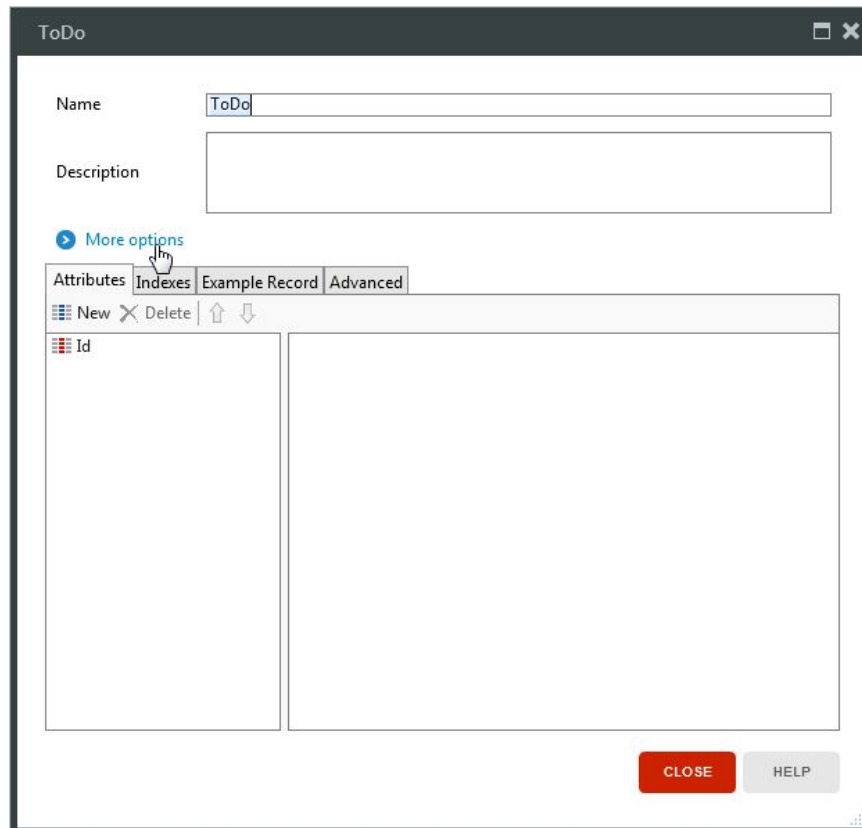 ToDo
Name ToDo
Description
More options
Attributes Indexes Example Record Advanced
New Delete
Id
CLOSE HELP